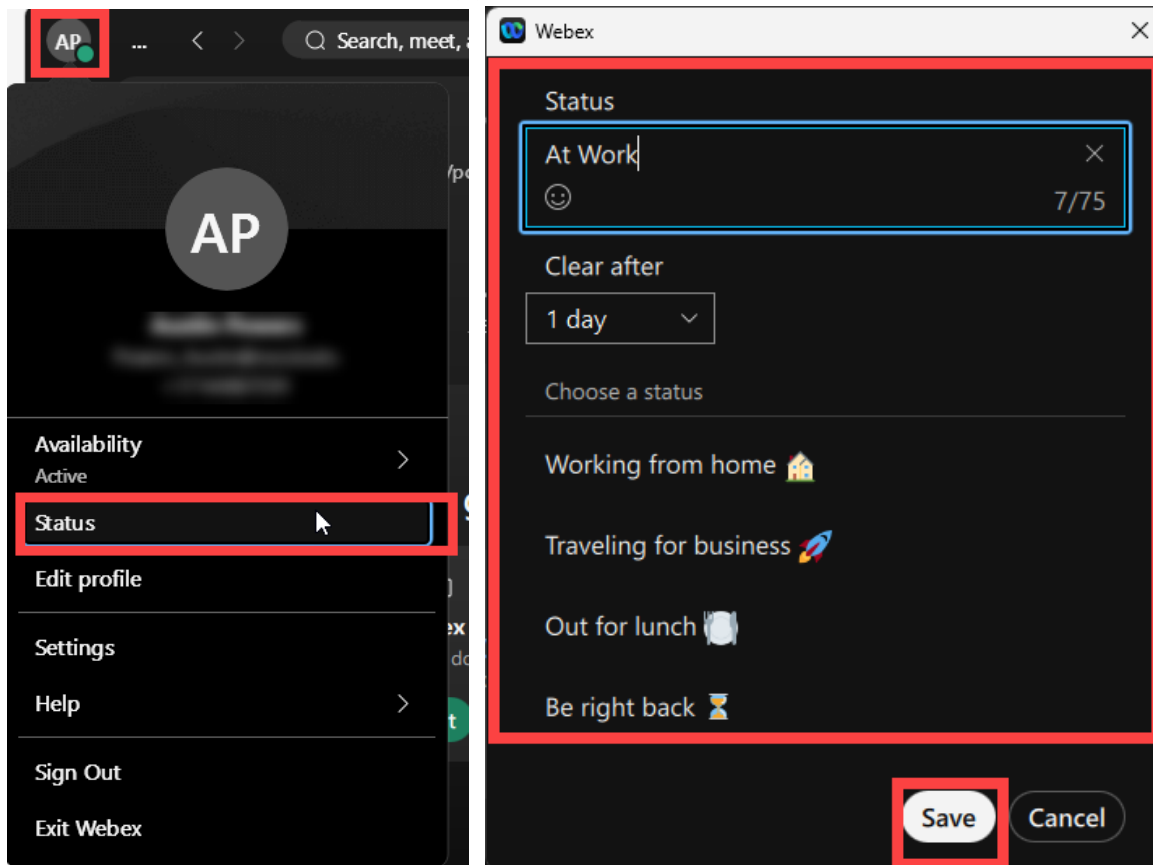 AP
...
Search, meet,
AP
Availability
Active
Status
Edit profile
Settings
Help
Sign Out
Exit Webex
Webex
Status
At Work
7/75
Clear after
1 day
Choose a status
Working from home 🏡
Traveling for business 🚀
Out for lunch 🍽
Be right back ⏳
Save
Cancel